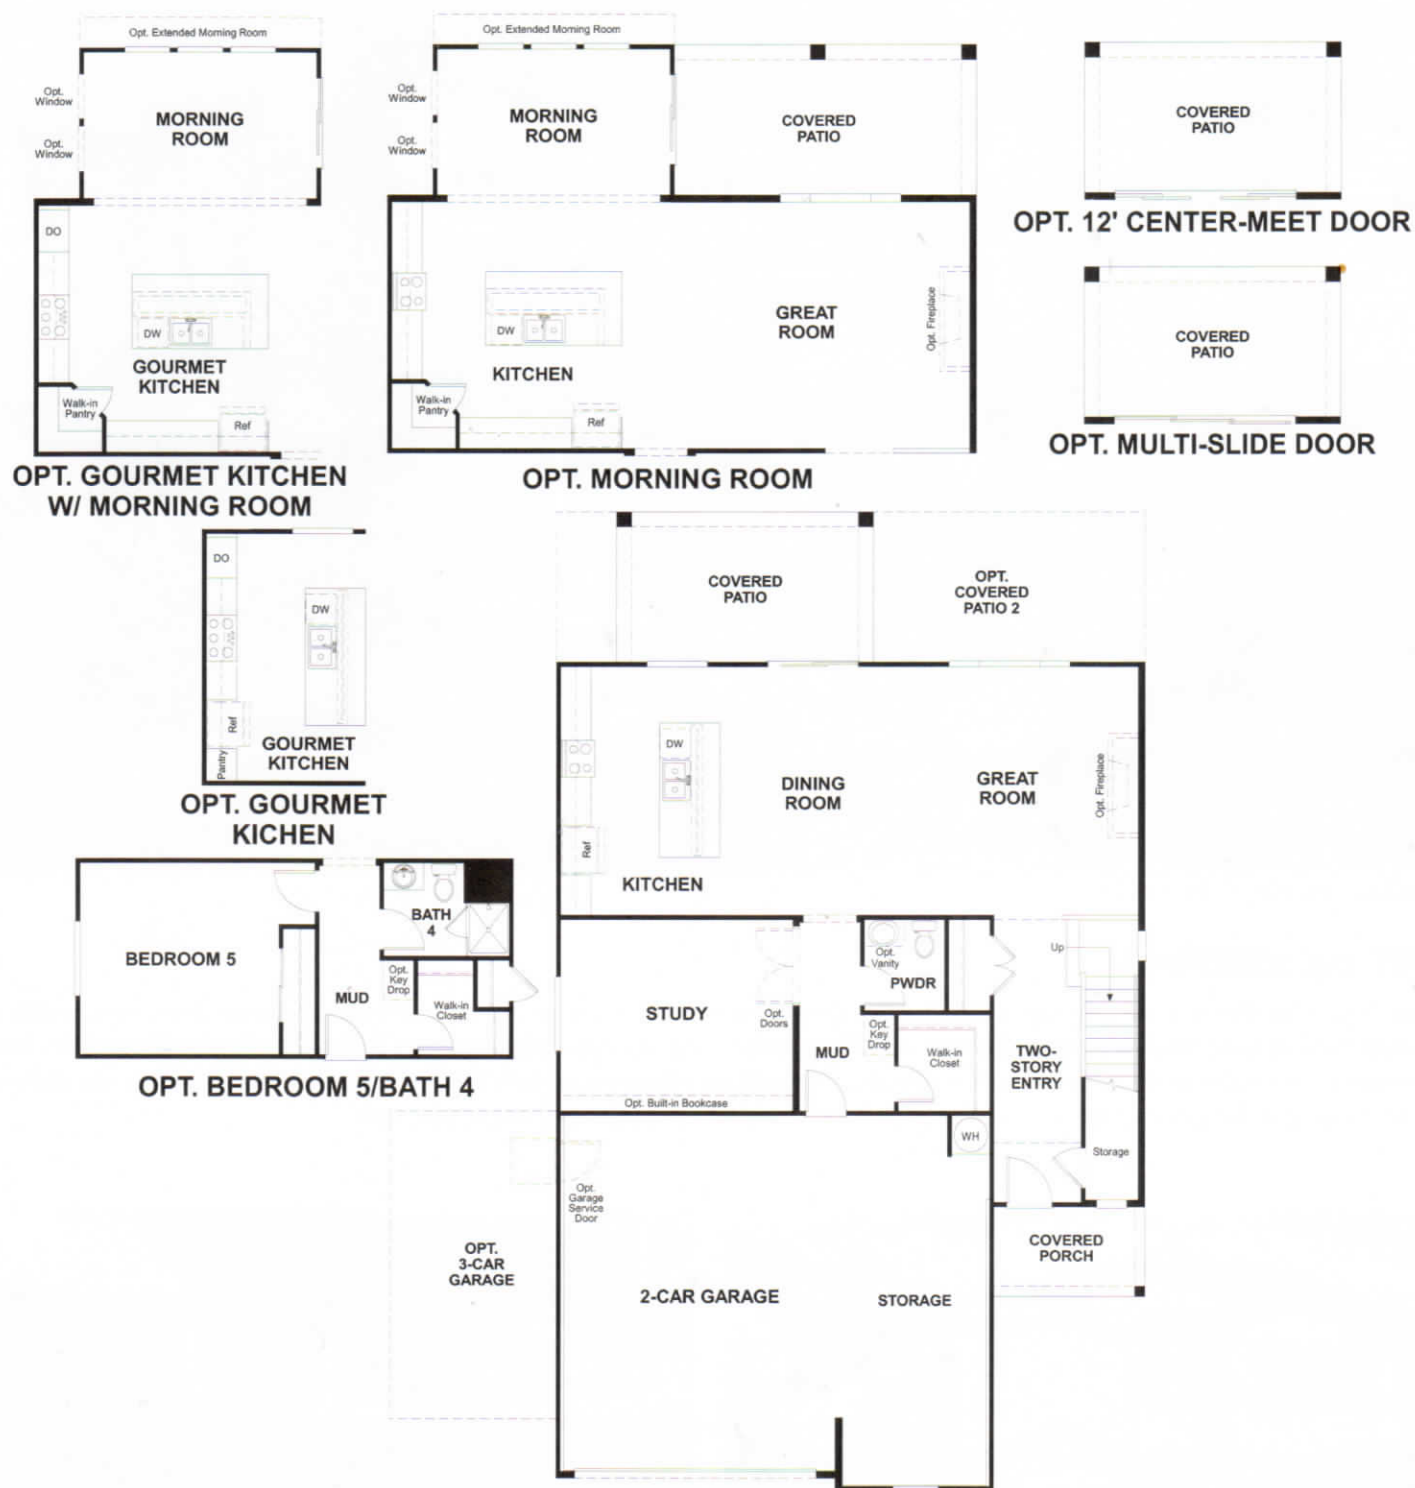 Opt. Extended Morning Room
Opt.
Window
Opt.
Window
MORNING
ROOM
DO
DW
GOURMET
KITCHEN
Walk-in
Pantry
Ref
OPT. GOURMET KITCHEN
W/ MORNING ROOM
Opt. Extended Morning Room
Opt.
Window
Opt.
Window
MORNING
ROOM
COVERED
PATIO
DW
KITCHEN
GREAT
ROOM
Opt. Fireplace
Walk-in
Pantry
Ref
OPT. MORNING ROOM
COVERED
PATIO
OPT. 12' CENTER-MEET DOOR
COVERED
PATIO
OPT. MULTI-SLIDE DOOR
DO
DW
Ref
Pantry
GOURMET
KITCHEN
OPT. GOURMET
KICHEN
BEDROOM 5
BATH
4
MUD
Opt.
Key
Drop
Walk-in
Closet
OPT. BEDROOM 5/BATH 4
COVERED
PATIO
OPT.
COVERED
PATIO 2
DW
Ref
KITCHEN
DINING
ROOM
GREAT
ROOM
Opt. Fireplace
STUDY
Opt.
Doors
Opt. Built-in Bookcase
Opt.
Vanity
PWDR
MUD
Opt.
Key
Drop
Walk-in
Closet
Up
TWO-
STORY
ENTRY
WH
Storage
COVERED
PORCH
Opt.
Garage
Service
Door
OPT.
3-CAR
GARAGE
2-CAR GARAGE
STORAGE